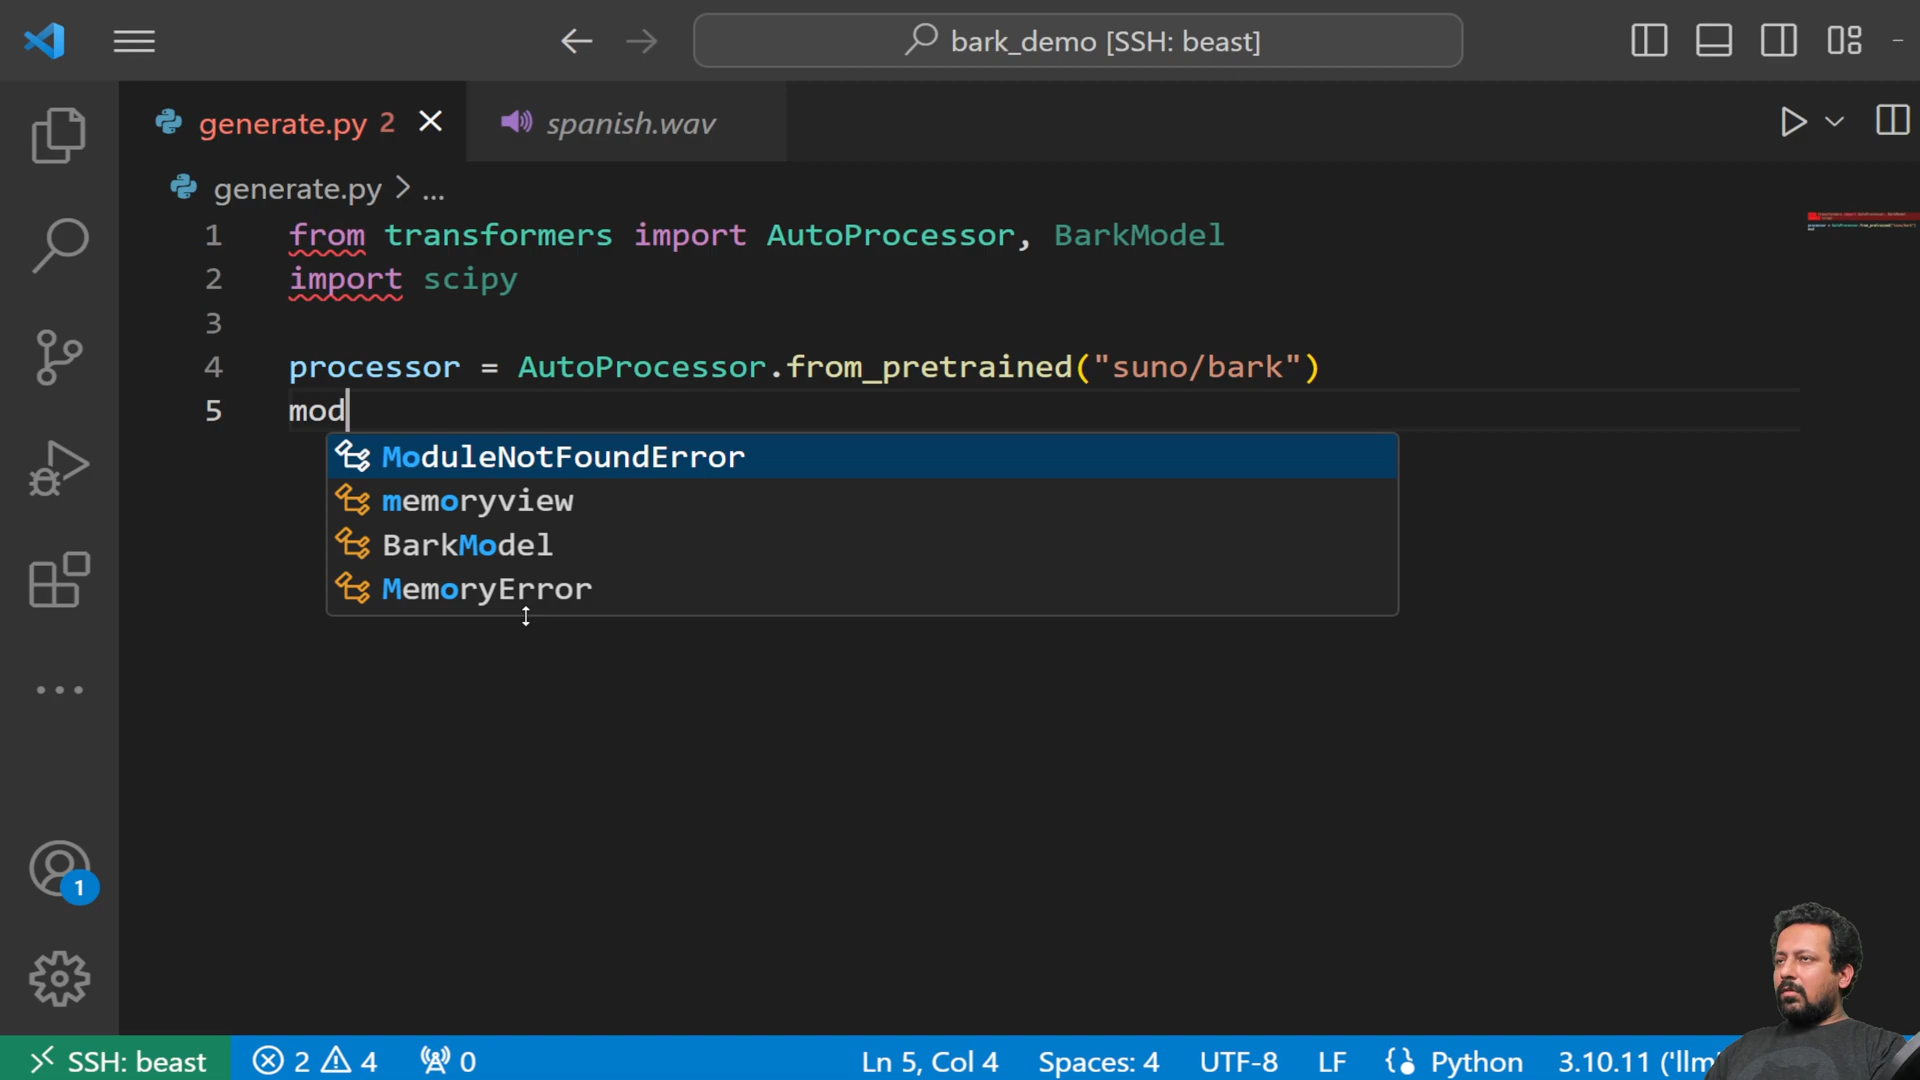 bark_demo [SSH: beast]
generate.py 2
spanish.wav
generate.py > ...
1 from transformers import AutoProcessor, BarkModel
2 import scipy
3
4 processor = AutoProcessor.from_pretrained("suno/bark")
5 mod
ModuleNotFoundError
memoryview
BarkModel
MemoryError
1
SSH: beast 2 4 0 Ln 5, Col 4 Spaces: 4 UTF-8 LF Python 3.10.11 ('llm